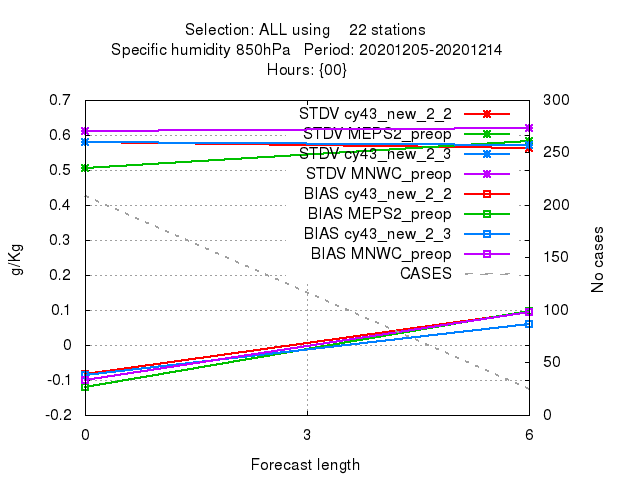 Selection: ALL using    22 stations
Specific humidity 850hPa   Period: 20201205-20201214
Hours: {00}
0.7
0.6
0.5
0.4
0.3
0.2
0.1
0
-0.1
-0.2
g/Kg
300
250
200
150
100
50
0
No cases
STDV cy43_new_2_2
STDV MEPS2_preop
STDV cy43_new_2_3
STDV MNWC_preop
BIAS cy43_new_2_2
BIAS MEPS2_preop
BIAS cy43_new_2_3
BIAS MNWC_preop
CASES
0
3
6
Forecast length